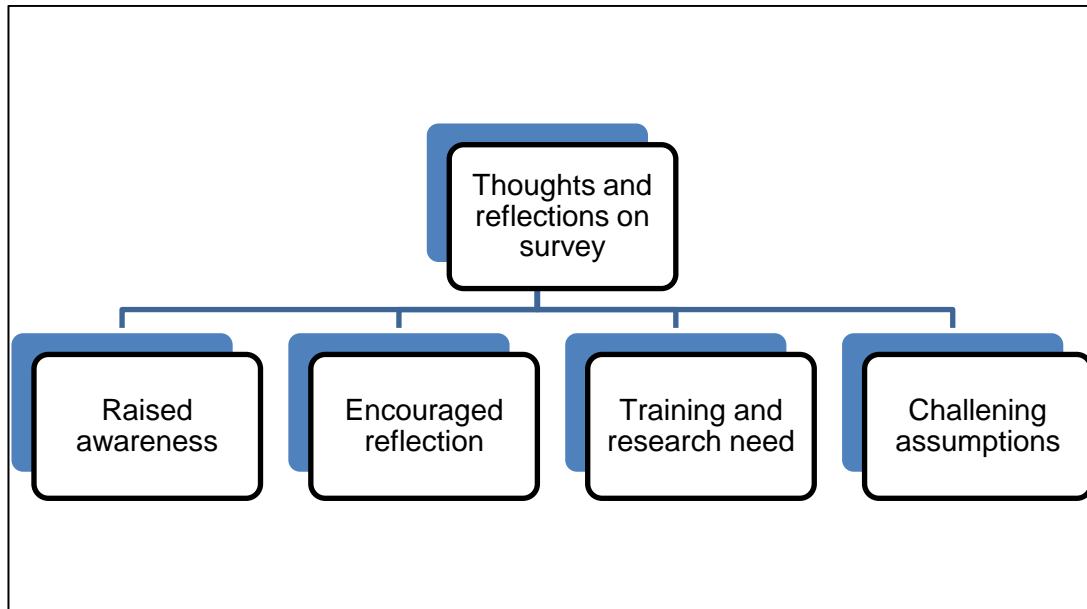 Thoughts and
reflections on
survey
Raised
awareness
Encouraged
reflection
Training and
research need
Challening
assumptions